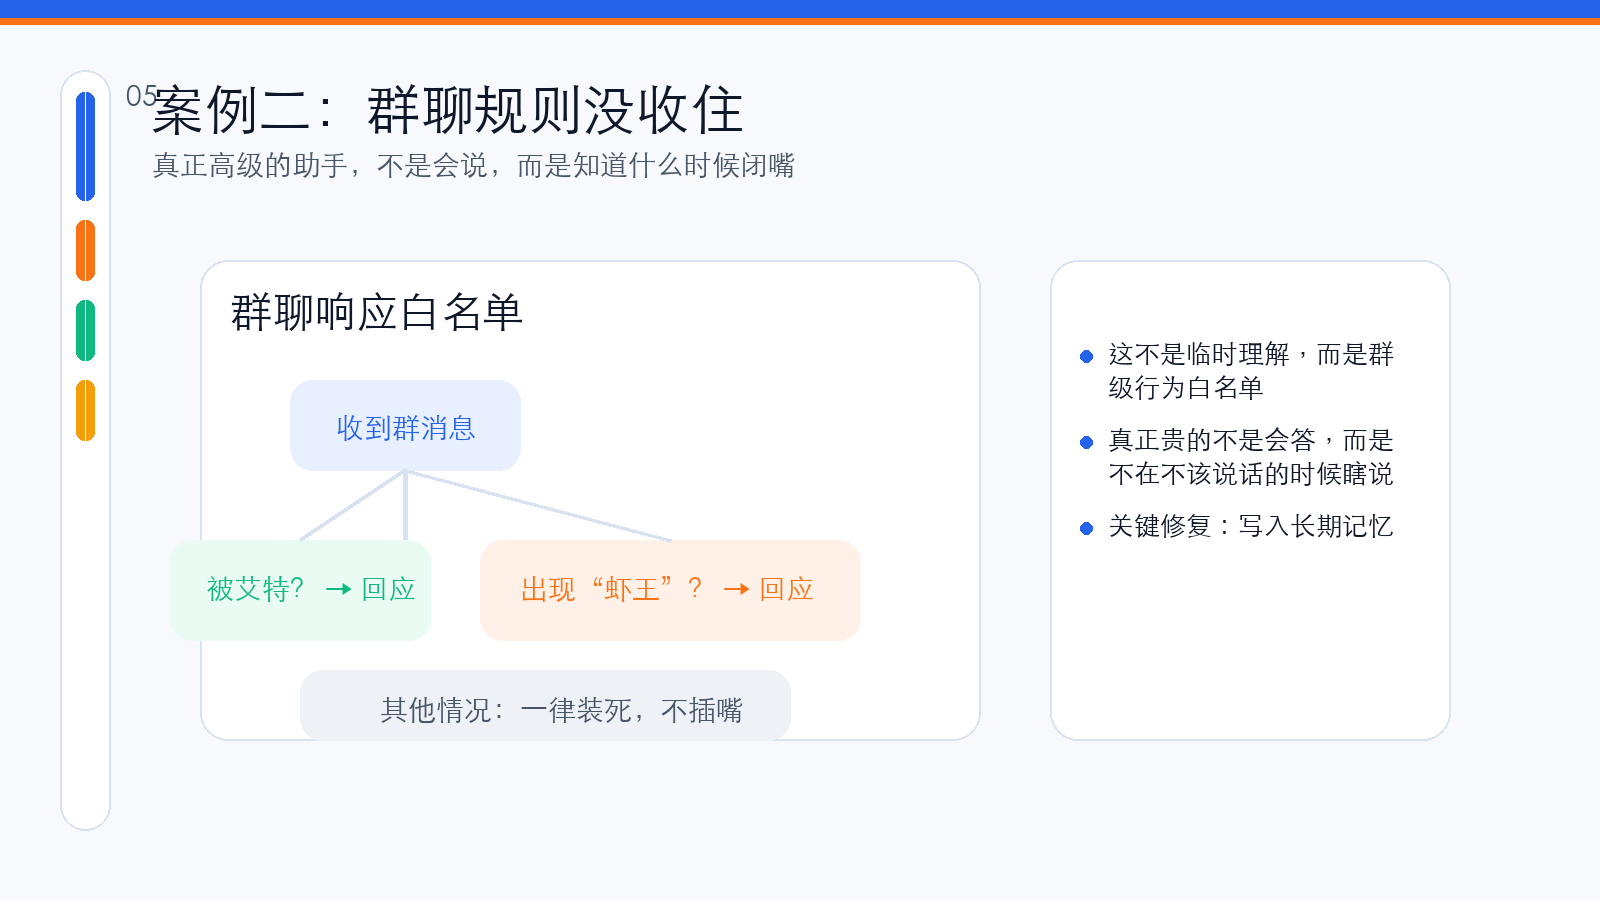 05
案例二：群聊规则没收住
真正高级的助手，不是会说，而是知道什么时候闭嘴
群聊响应白名单
收到群消息
被艾特？ → 回应
出现“虾王”？ → 回应
其他情况：一律装死，不插嘴
这不是临时理解，而是群
级行为白名单
真正贵的不是会答，而是
不在不该说话的时候瞎说
关键修复：写入长期记忆